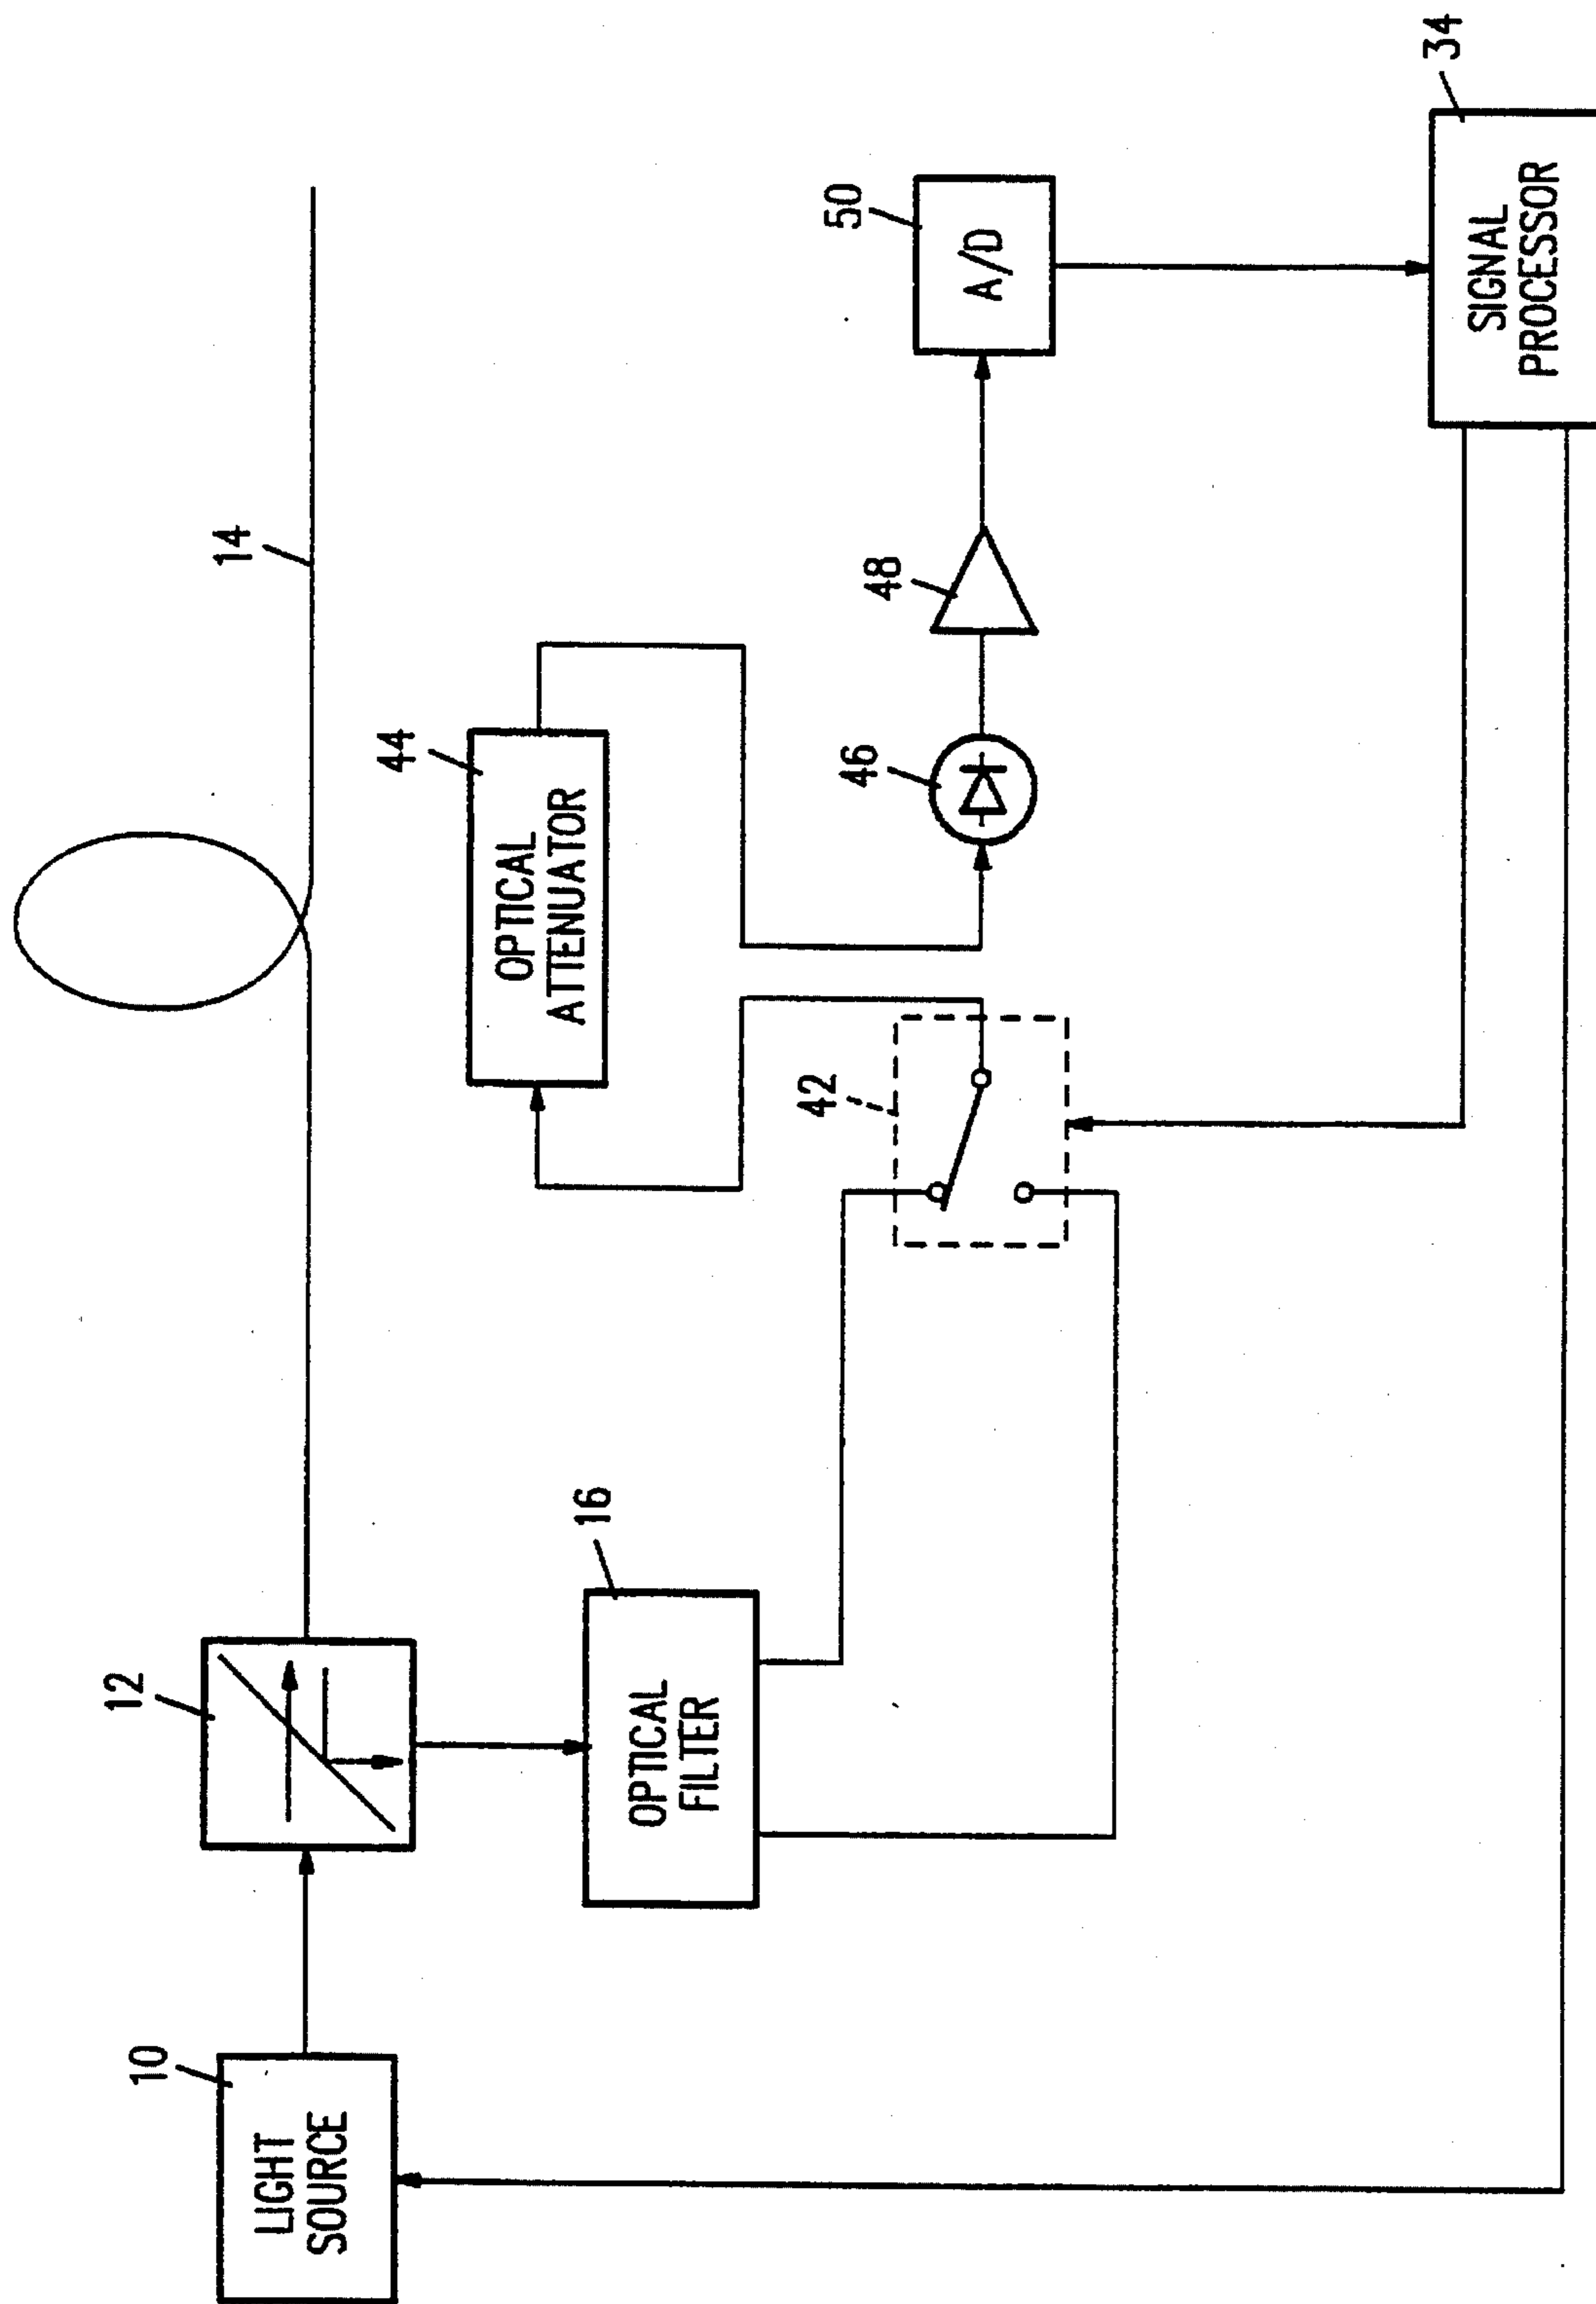 10
LIGHT
SOURCE
12
14
16
OPTICAL
FILTER
44
OPTICAL
ATTENUATOR
42
46
48
50
A/D
34
SIGNAL
PROCESSOR